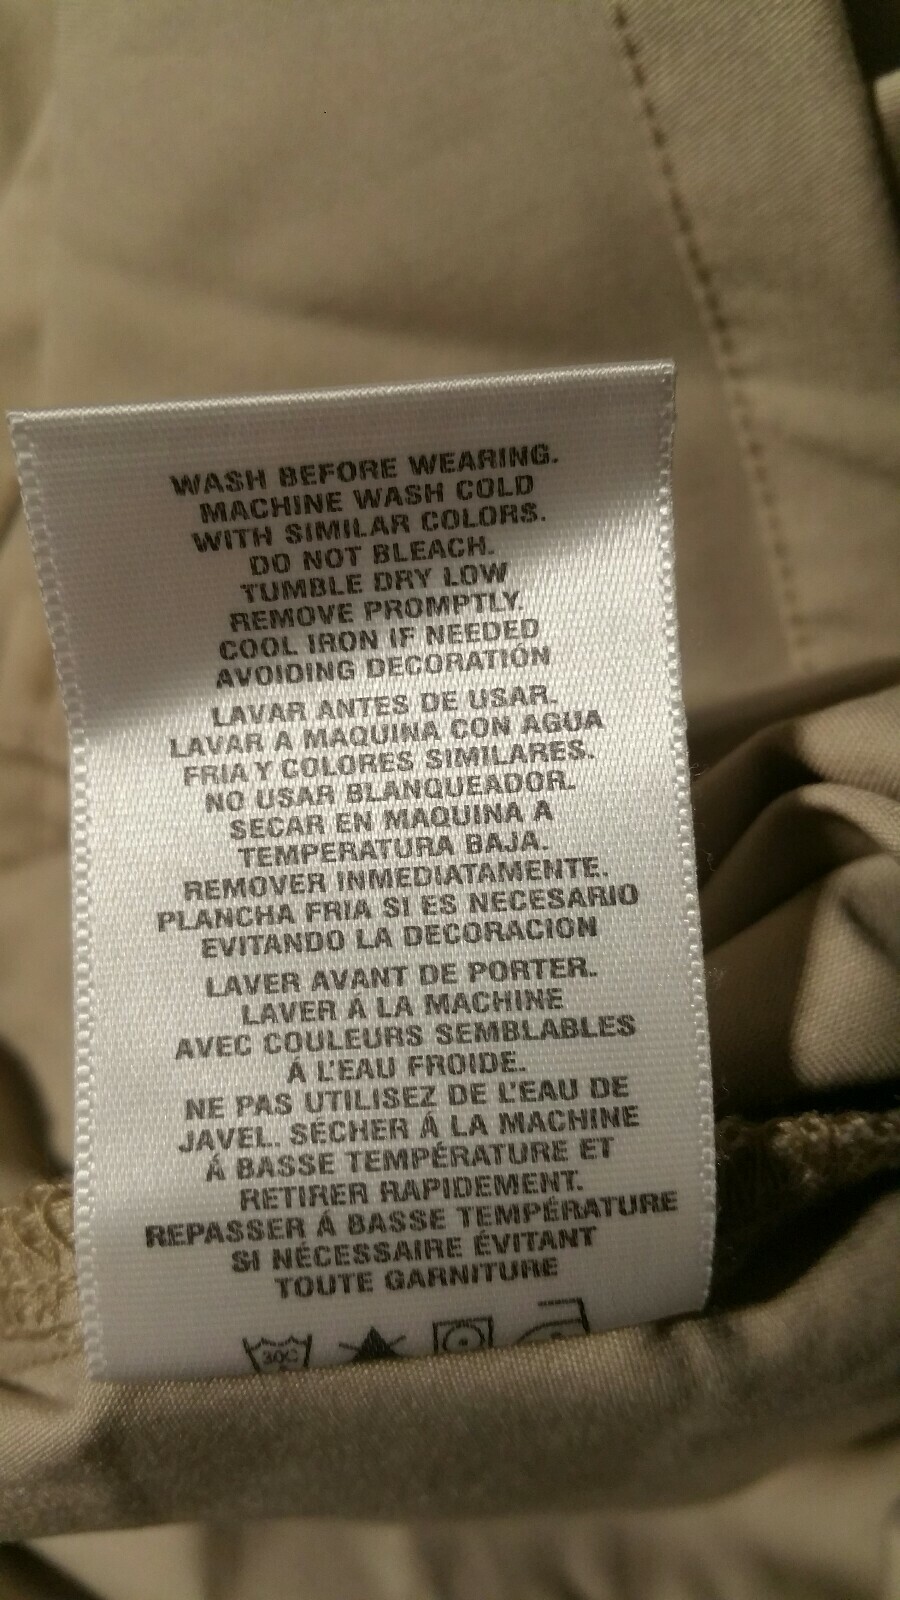 WASH BEFORE WEARING.
MACHINE WASH COLD
WITH SIMILAR COLORS.
DO NOT BLEACH.
TUMBLE DRY LOW
REMOVE PROMPTLY.
COOL IRON IF NEEDED
AVOIDING DECORATION
LAVAR ANTES DE USAR.
LAVAR A MAQUINA CON AGUA
FRIA Y COLORES SIMILARES.
NO USAR BLANQUEADOR.
SECAR EN MAQUINA A
TEMPERATURA BAJA.
REMOVER INMEDIATAMENTE.
PLANCHA FRIA SI ES NECESARIO
EVITANDO LA DECORACION
LAVER AVANT DE PORTER.
LAVER Á LA MACHINE
AVEC COULEURS SEMBLABLES
Á L'EAU FROIDE.
NE PAS UTILISEZ DE L'EAU DE
JAVEL. SÉCHER Á LA MACHINE
Á BASSE TEMPÉRATURE ET
RETIRER RAPIDEMENT.
REPASSER Á BASSE TEMPÉRATURE
SI NÉCESSAIRE ÉVITANT
TOUTE GARNITURE
30C